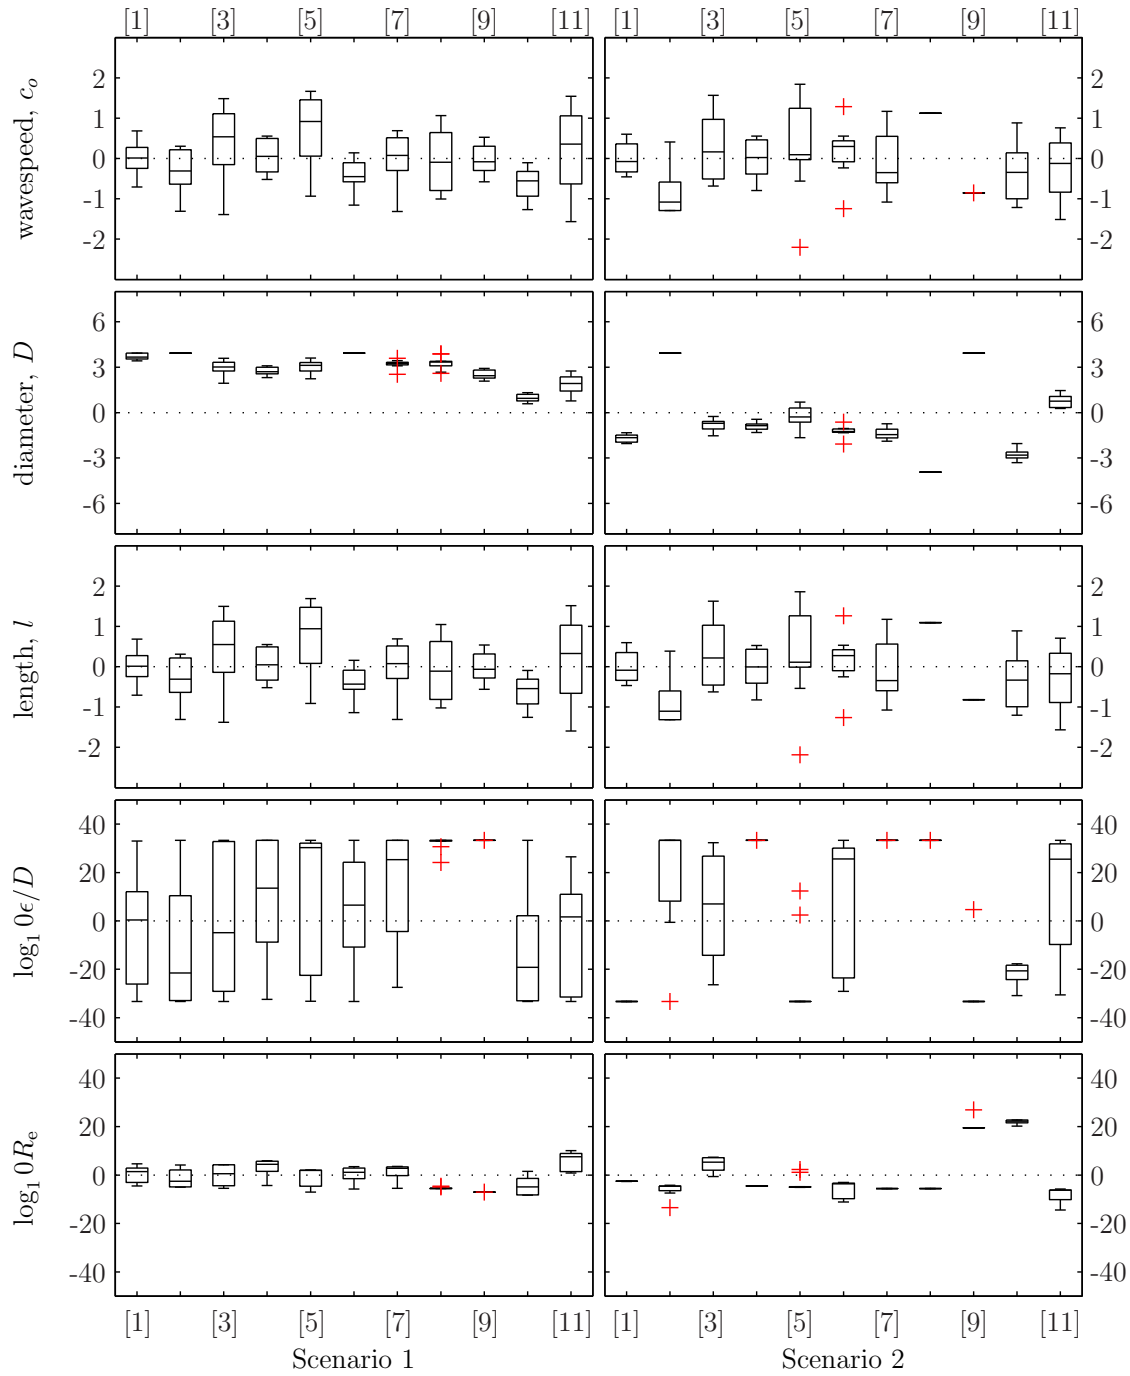 [1] [3] [5] [7] [9] [11] [1] [3] [5] [7] [9] [11]
wavespeed, c_o
2 1 0 -1 -2
2 1 0 -1 -2
diameter, D
6 3 0 -3 -6
6 3 0 -3 -6
length, l
2 1 0 -1 -2
2 1 0 -1 -2
log₁ 0ϵ/D
40 20 0 -20 -40
40 20 0 -20 -40
log₁ 0Rₑ
40 20 0 -20 -40
40 20 0 -20 -40
[1] [3] [5] [7] [9] [11] [1] [3] [5] [7] [9] [11]
Scenario 1 Scenario 2